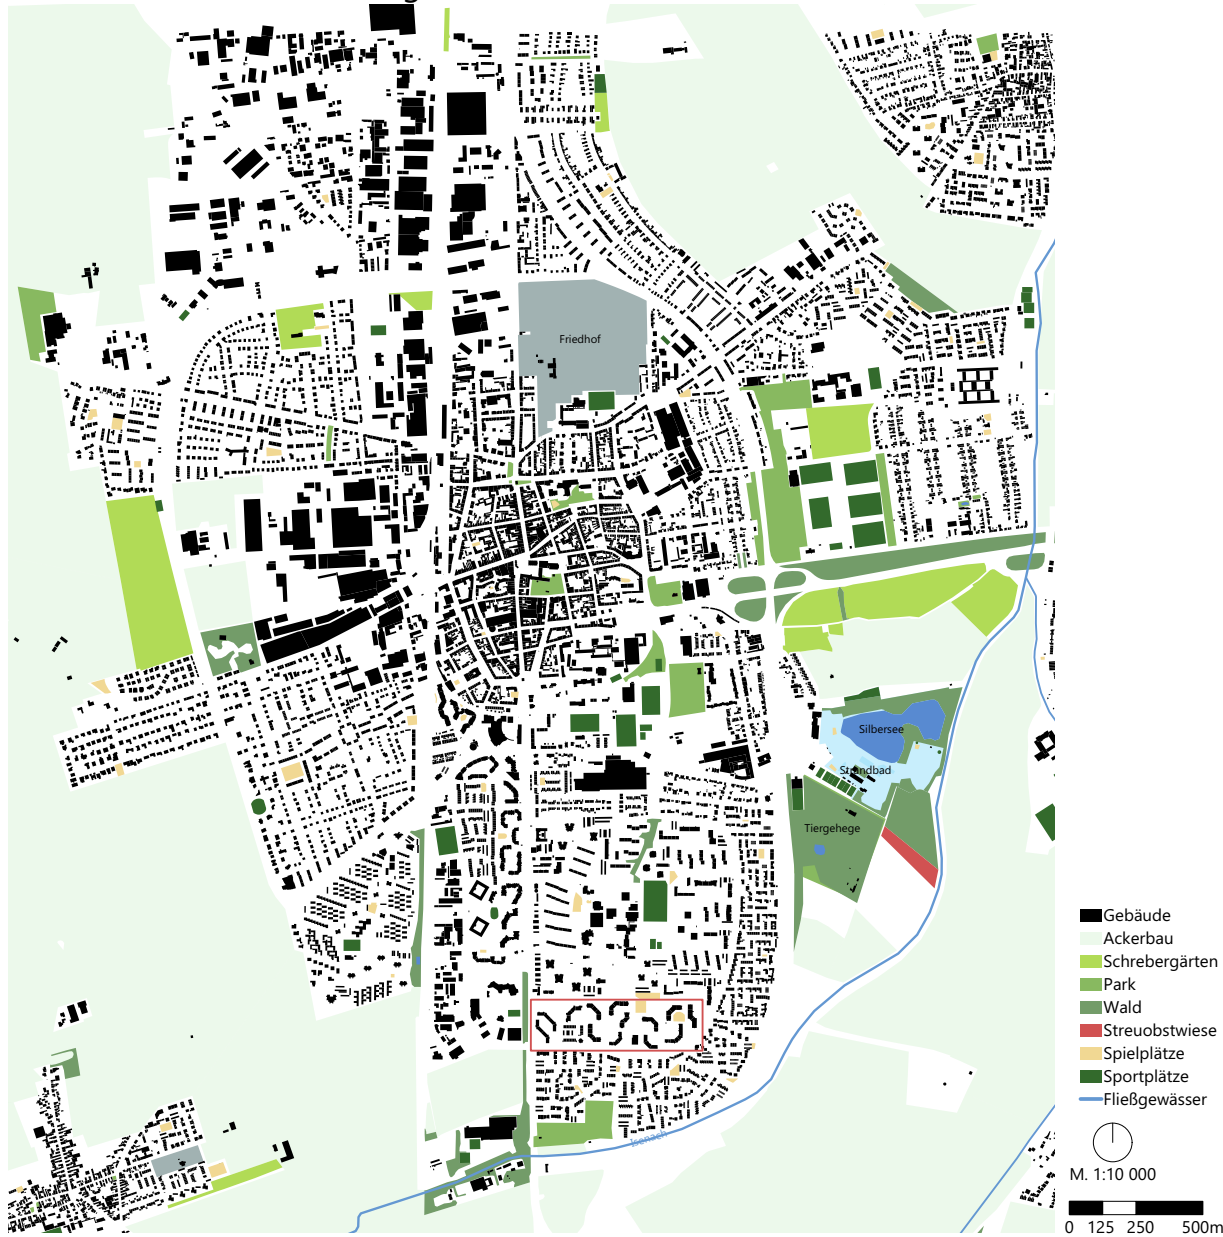 Friedhof
Silbersee
Strandbad
Tiergehege
Isenach
Gebäude
Ackerbau
Schrebergärten
Park
Wald
Streuobstwiese
Spielplätze
Sportplätze
Fließgewässer
M. 1:10 000
0 125 250 500m